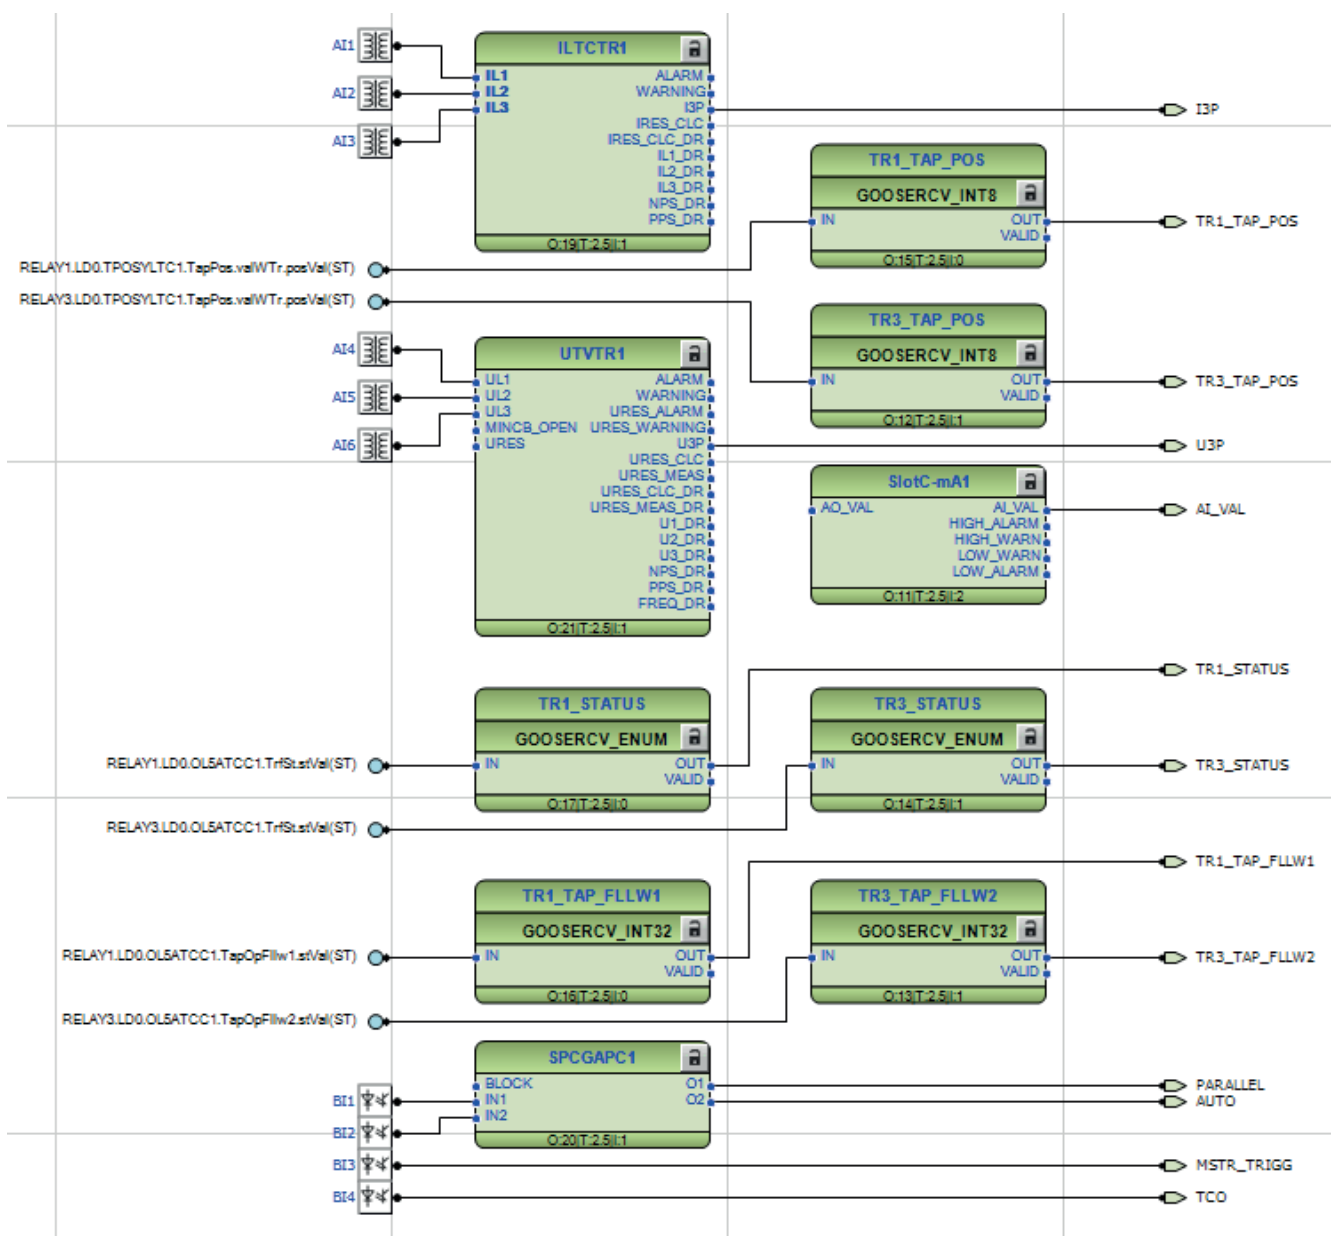 AI1
AI2
AI3
ILTCTR1
IL1
IL2
IL3
ALARM
WARNING
I3P
IRES_CLC
IRES_CLC_DR
IL1_DR
IL2_DR
IL3_DR
NPS_DR
PPS_DR
O:19|T:2.5|I:1
I3P
TR1_TAP_POS
GOOSERCV_INT8
IN
OUT
VALID
O:15|T:2.5|I:0
TR1_TAP_POS
RELAY1.LD0.TPOSYLTC1.TapPos.valWTr.posVal(ST)
RELAY3.LD0.TPOSYLTC1.TapPos.valWTr.posVal(ST)
TR3_TAP_POS
GOOSERCV_INT8
IN
OUT
VALID
O:12|T:2.5|I:1
TR3_TAP_POS
AI4
AI5
AI6
UTVTR1
UL1
UL2
UL3
MINCB_OPEN
URES
ALARM
WARNING
URES_ALARM
URES_WARNING
U3P
URES_CLC
URES_MEAS
URES_CLC_DR
URES_MEAS_DR
U1_DR
U2_DR
U3_DR
NPS_DR
PPS_DR
FREQ_DR
O:21|T:2.5|I:1
U3P
SlotC-mA1
AO_VAL
AI_VAL
HIGH_ALARM
HIGH_WARN
LOW_WARN
LOW_ALARM
O:11|T:2.5|I:2
AI_VAL
TR1_STATUS
TR1_STATUS
GOOSERCV_ENUM
IN
OUT
VALID
O:17|T:2.5|I:0
RELAY1.LD0.OL5ATCC1.TrfSt.stVal(ST)
TR3_STATUS
GOOSERCV_ENUM
IN
OUT
VALID
O:14|T:2.5|I:1
TR3_STATUS
RELAY3.LD0.OL5ATCC1.TrfSt.stVal(ST)
TR1_TAP_FLLW1
TR1_TAP_FLLW1
GOOSERCV_INT32
IN
OUT
VALID
O:16|T:2.5|I:0
RELAY1.LD0.OL5ATCC1.TapOpFllw1.stVal(ST)
TR3_TAP_FLLW2
GOOSERCV_INT32
IN
OUT
VALID
O:13|T:2.5|I:1
TR3_TAP_FLLW2
RELAY3.LD0.OL5ATCC1.TapOpFllw2.stVal(ST)
SPCGAPC1
BLOCK
IN1
IN2
O1
O2
O:20|T:2.5|I:1
PARALLEL
AUTO
BI1
BI2
BI3
MSTR_TRIGG
BI4
TCO